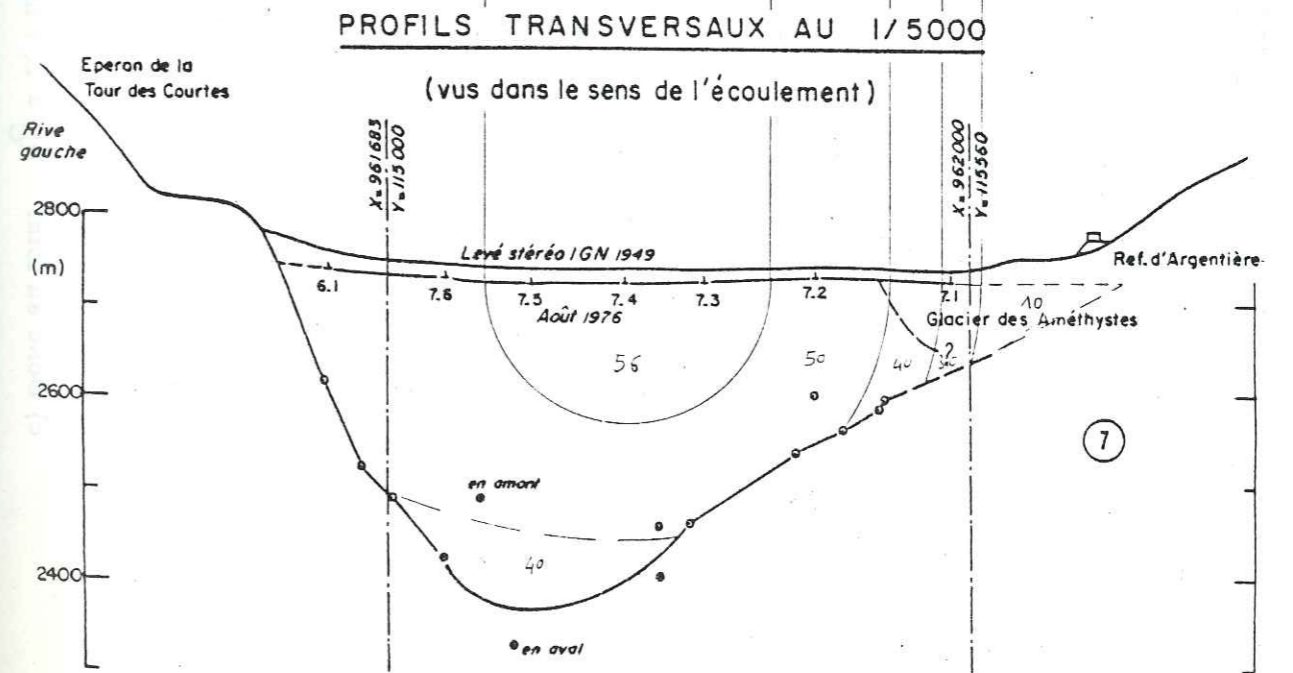 PROFILS TRANSVERSAUX AU 1/5000
(vus dans le sens de l'écoulement)
Eperon de la
Tour des Courtes
Rive
gauche
X=961683
Y=115000
X=962000
Y=115560
2800
(m)
Levé stéréo IGN 1949
Ref. d'Argentière
6.1
7.6
7.5
7.4
7.3
7.2
7.1
10
Août 1976
Glacier des Améthystes
?
56
50
40
2600
7
en amont
40
2400
en aval